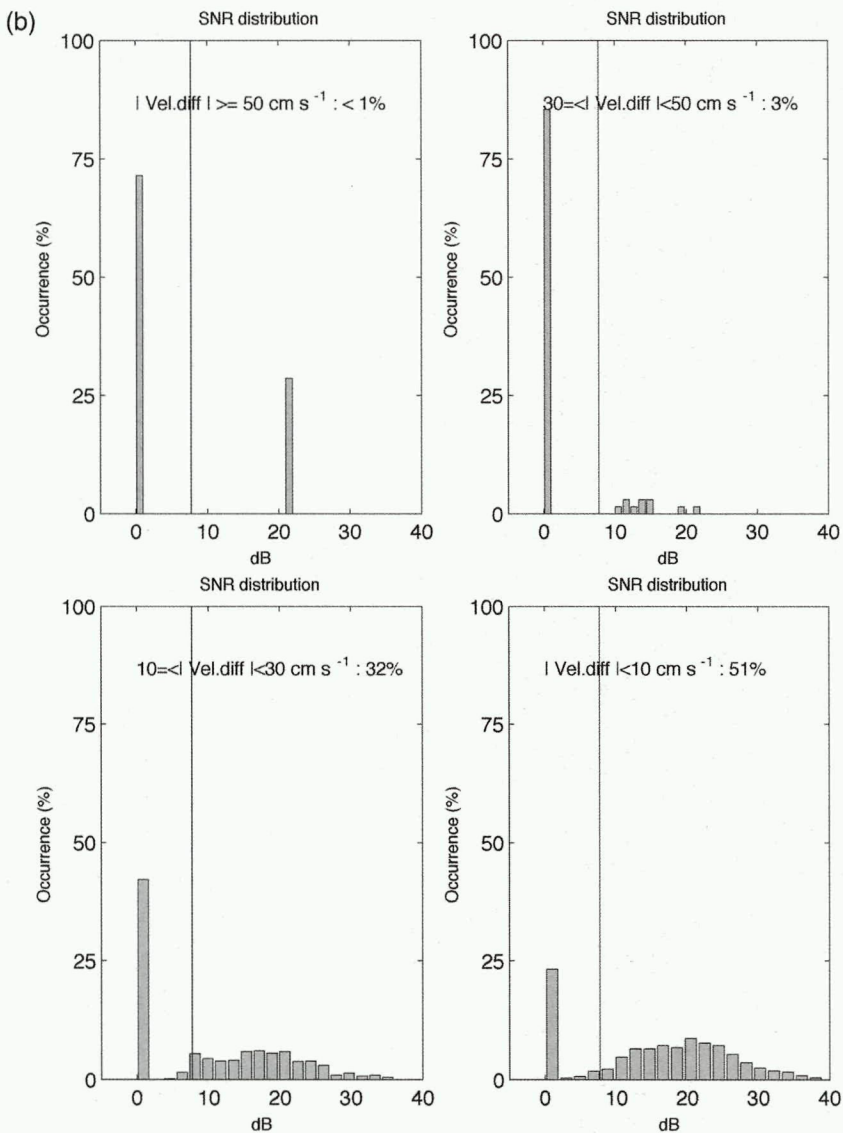 (b)
SNR distribution
100
75
50
25
0
Occurrence (%)
| Vel.diff | >= 50 cm s -1 : < 1%
0
10
20
30
40
dB
SNR distribution
100
75
50
25
0
Occurrence (%)
30=<| Vel.diff |<50 cm s -1 : 3%
0
10
20
30
40
dB
SNR distribution
100
75
50
25
0
Occurrence (%)
10=<| Vel.diff |<30 cm s -1 : 32%
0
10
20
30
40
dB
SNR distribution
100
75
50
25
0
Occurrence (%)
| Vel.diff |<10 cm s -1 : 51%
0
10
20
30
40
dB